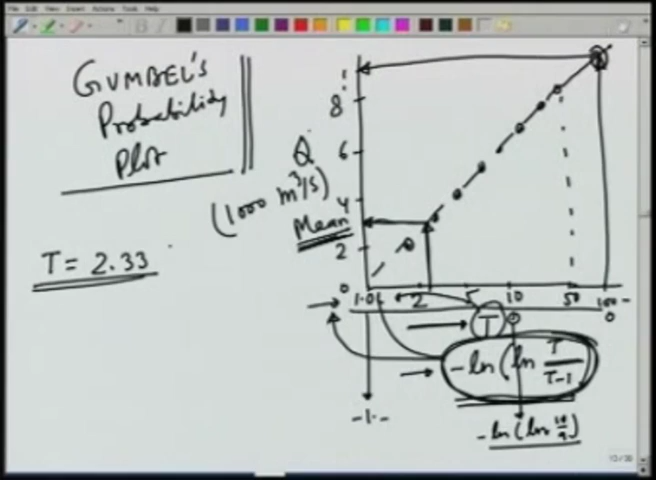 GUMBEL'S
Probability
Plot
T = 2.33
Q
(1000 m³/s)
Mean
8
6
4
2
0
1.01 2 5 10 50 100
T
-ln(ln T/T-1
-1-
-ln(ln 10/9)